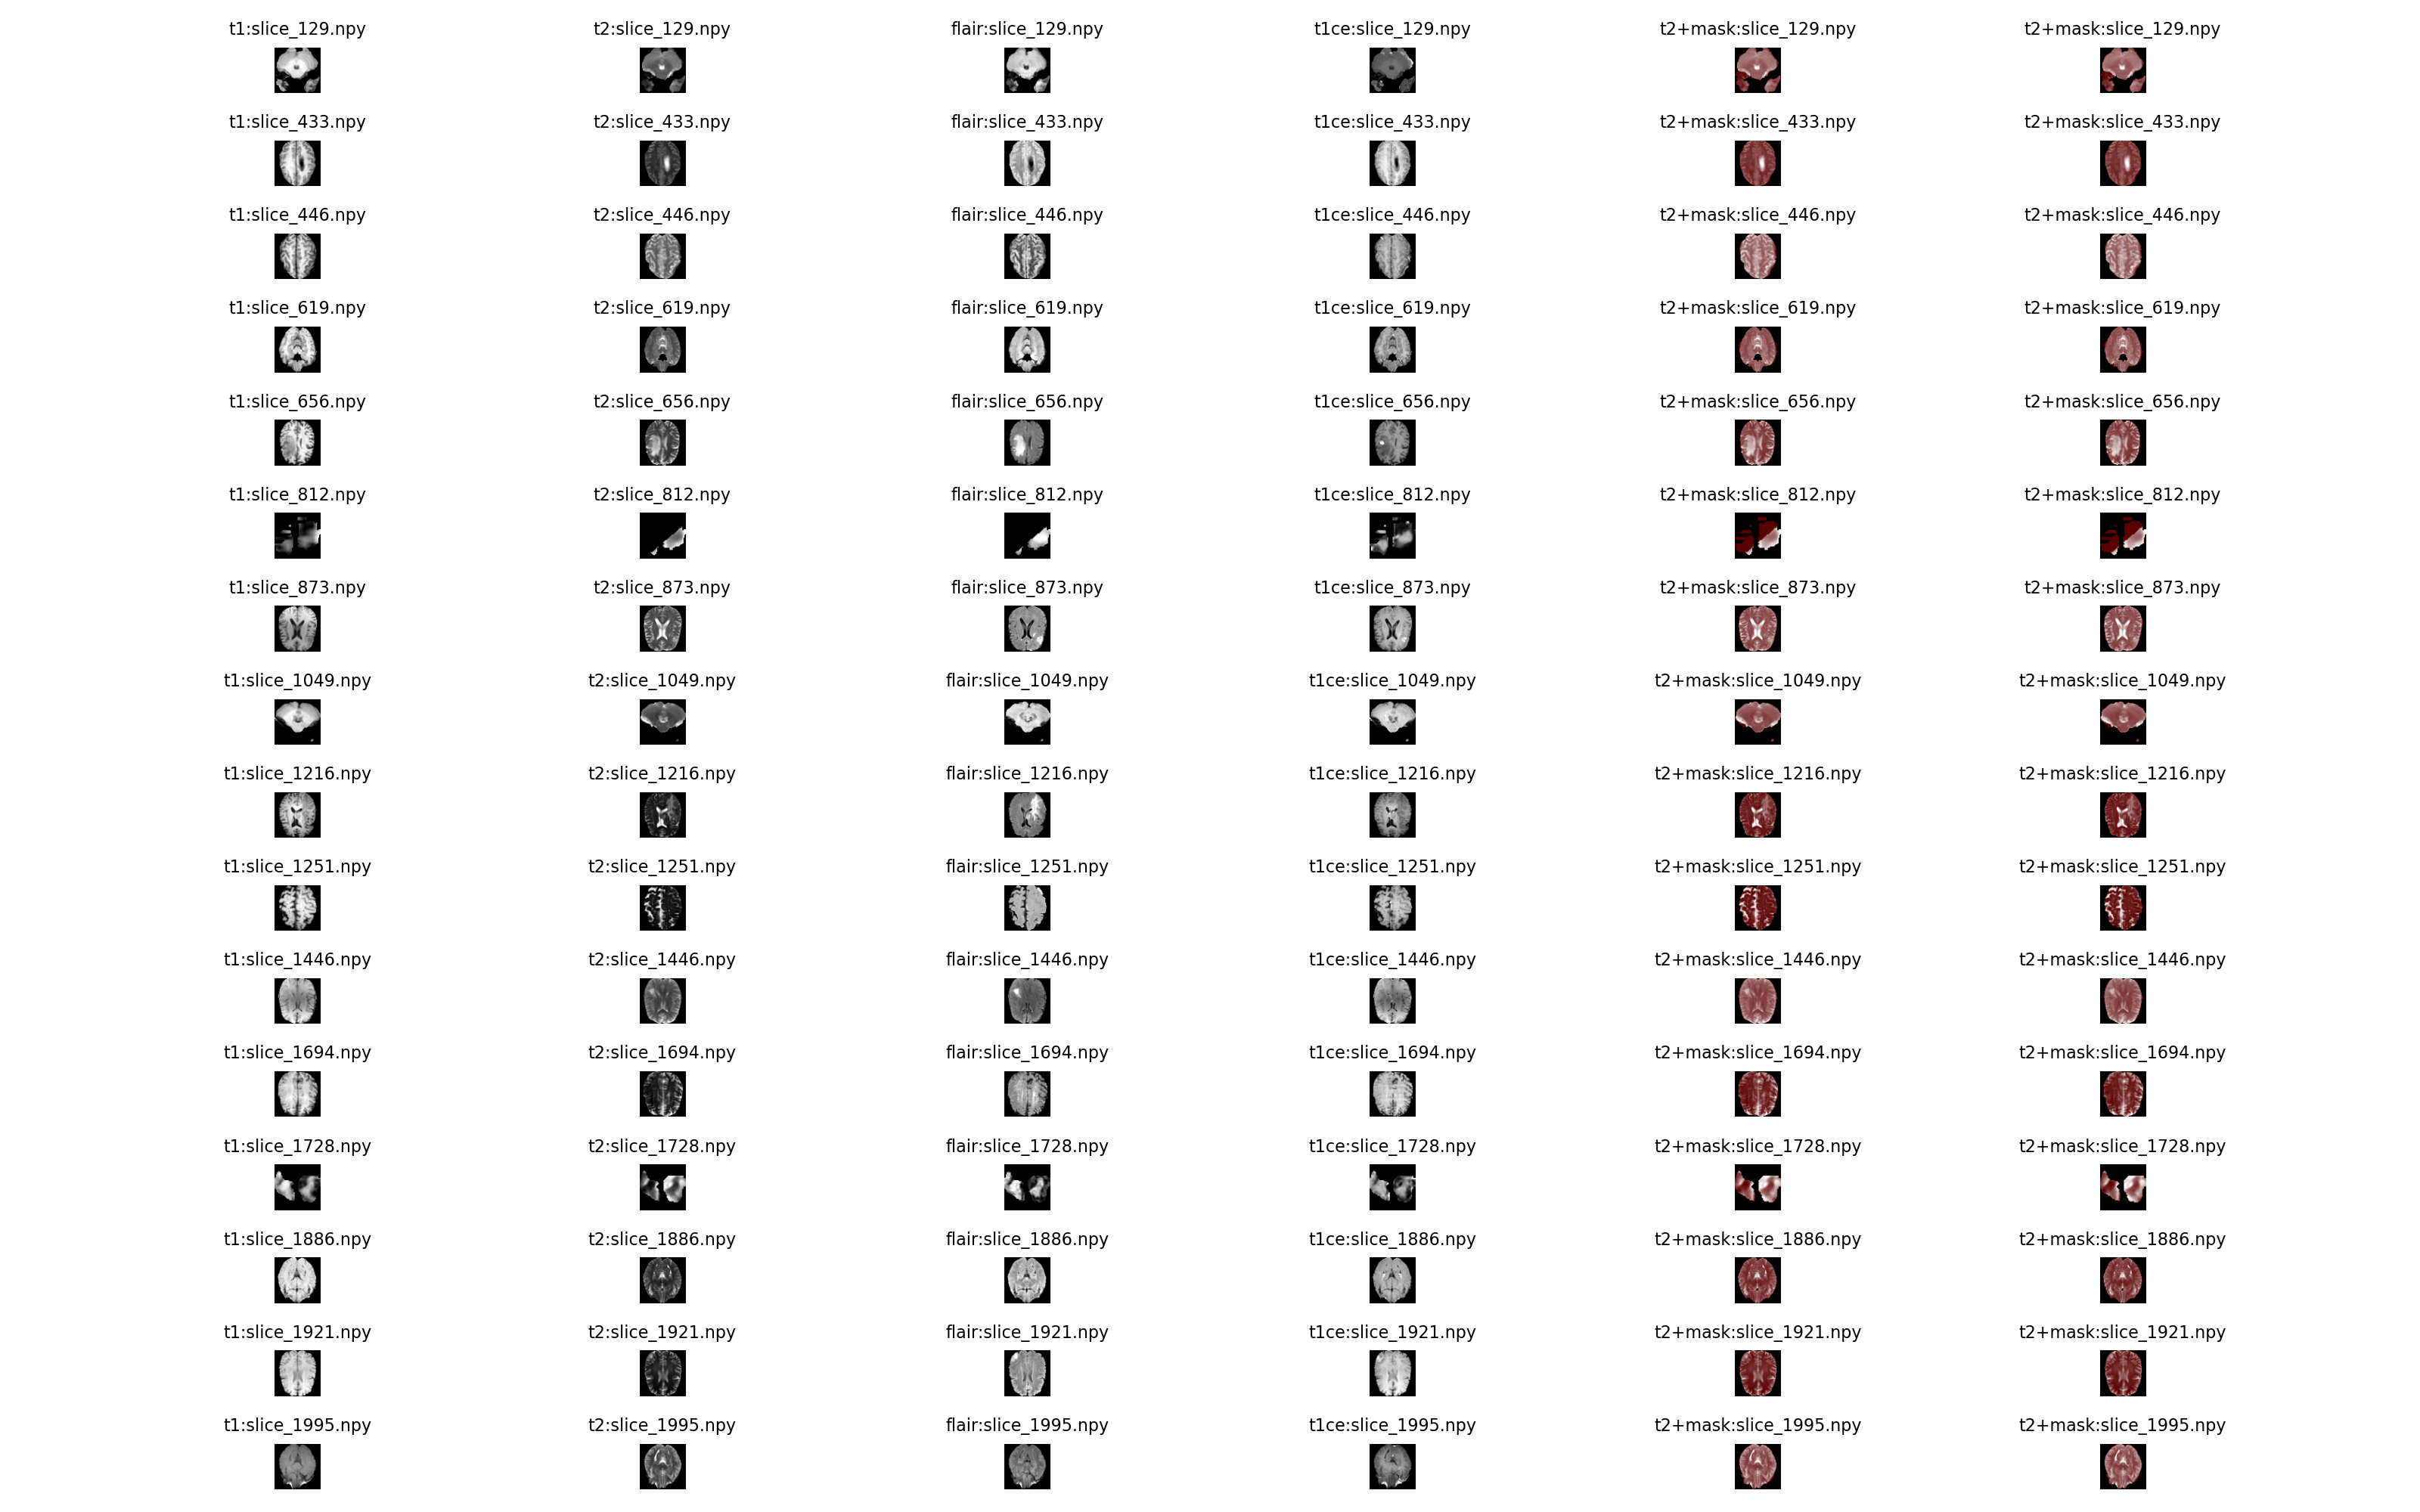 t1:slice_129.npy t2:slice_129.npy flair:slice_129.npy t1ce:slice_129.npy t2+mask:slice_129.npy t2+mask:slice_129.npy
t1:slice_433.npy t2:slice_433.npy flair:slice_433.npy t1ce:slice_433.npy t2+mask:slice_433.npy t2+mask:slice_433.npy
t1:slice_446.npy t2:slice_446.npy flair:slice_446.npy t1ce:slice_446.npy t2+mask:slice_446.npy t2+mask:slice_446.npy
t1:slice_619.npy t2:slice_619.npy flair:slice_619.npy t1ce:slice_619.npy t2+mask:slice_619.npy t2+mask:slice_619.npy
t1:slice_656.npy t2:slice_656.npy flair:slice_656.npy t1ce:slice_656.npy t2+mask:slice_656.npy t2+mask:slice_656.npy
t1:slice_812.npy t2:slice_812.npy flair:slice_812.npy t1ce:slice_812.npy t2+mask:slice_812.npy t2+mask:slice_812.npy
t1:slice_873.npy t2:slice_873.npy flair:slice_873.npy t1ce:slice_873.npy t2+mask:slice_873.npy t2+mask:slice_873.npy
t1:slice_1049.npy t2:slice_1049.npy flair:slice_1049.npy t1ce:slice_1049.npy t2+mask:slice_1049.npy t2+mask:slice_1049.npy
t1:slice_1216.npy t2:slice_1216.npy flair:slice_1216.npy t1ce:slice_1216.npy t2+mask:slice_1216.npy t2+mask:slice_1216.npy
t1:slice_1251.npy t2:slice_1251.npy flair:slice_1251.npy t1ce:slice_1251.npy t2+mask:slice_1251.npy t2+mask:slice_1251.npy
t1:slice_1446.npy t2:slice_1446.npy flair:slice_1446.npy t1ce:slice_1446.npy t2+mask:slice_1446.npy t2+mask:slice_1446.npy
t1:slice_1694.npy t2:slice_1694.npy flair:slice_1694.npy t1ce:slice_1694.npy t2+mask:slice_1694.npy t2+mask:slice_1694.npy
t1:slice_1728.npy t2:slice_1728.npy flair:slice_1728.npy t1ce:slice_1728.npy t2+mask:slice_1728.npy t2+mask:slice_1728.npy
t1:slice_1886.npy t2:slice_1886.npy flair:slice_1886.npy t1ce:slice_1886.npy t2+mask:slice_1886.npy t2+mask:slice_1886.npy
t1:slice_1921.npy t2:slice_1921.npy flair:slice_1921.npy t1ce:slice_1921.npy t2+mask:slice_1921.npy t2+mask:slice_1921.npy
t1:slice_1995.npy t2:slice_1995.npy flair:slice_1995.npy t1ce:slice_1995.npy t2+mask:slice_1995.npy t2+mask:slice_1995.npy